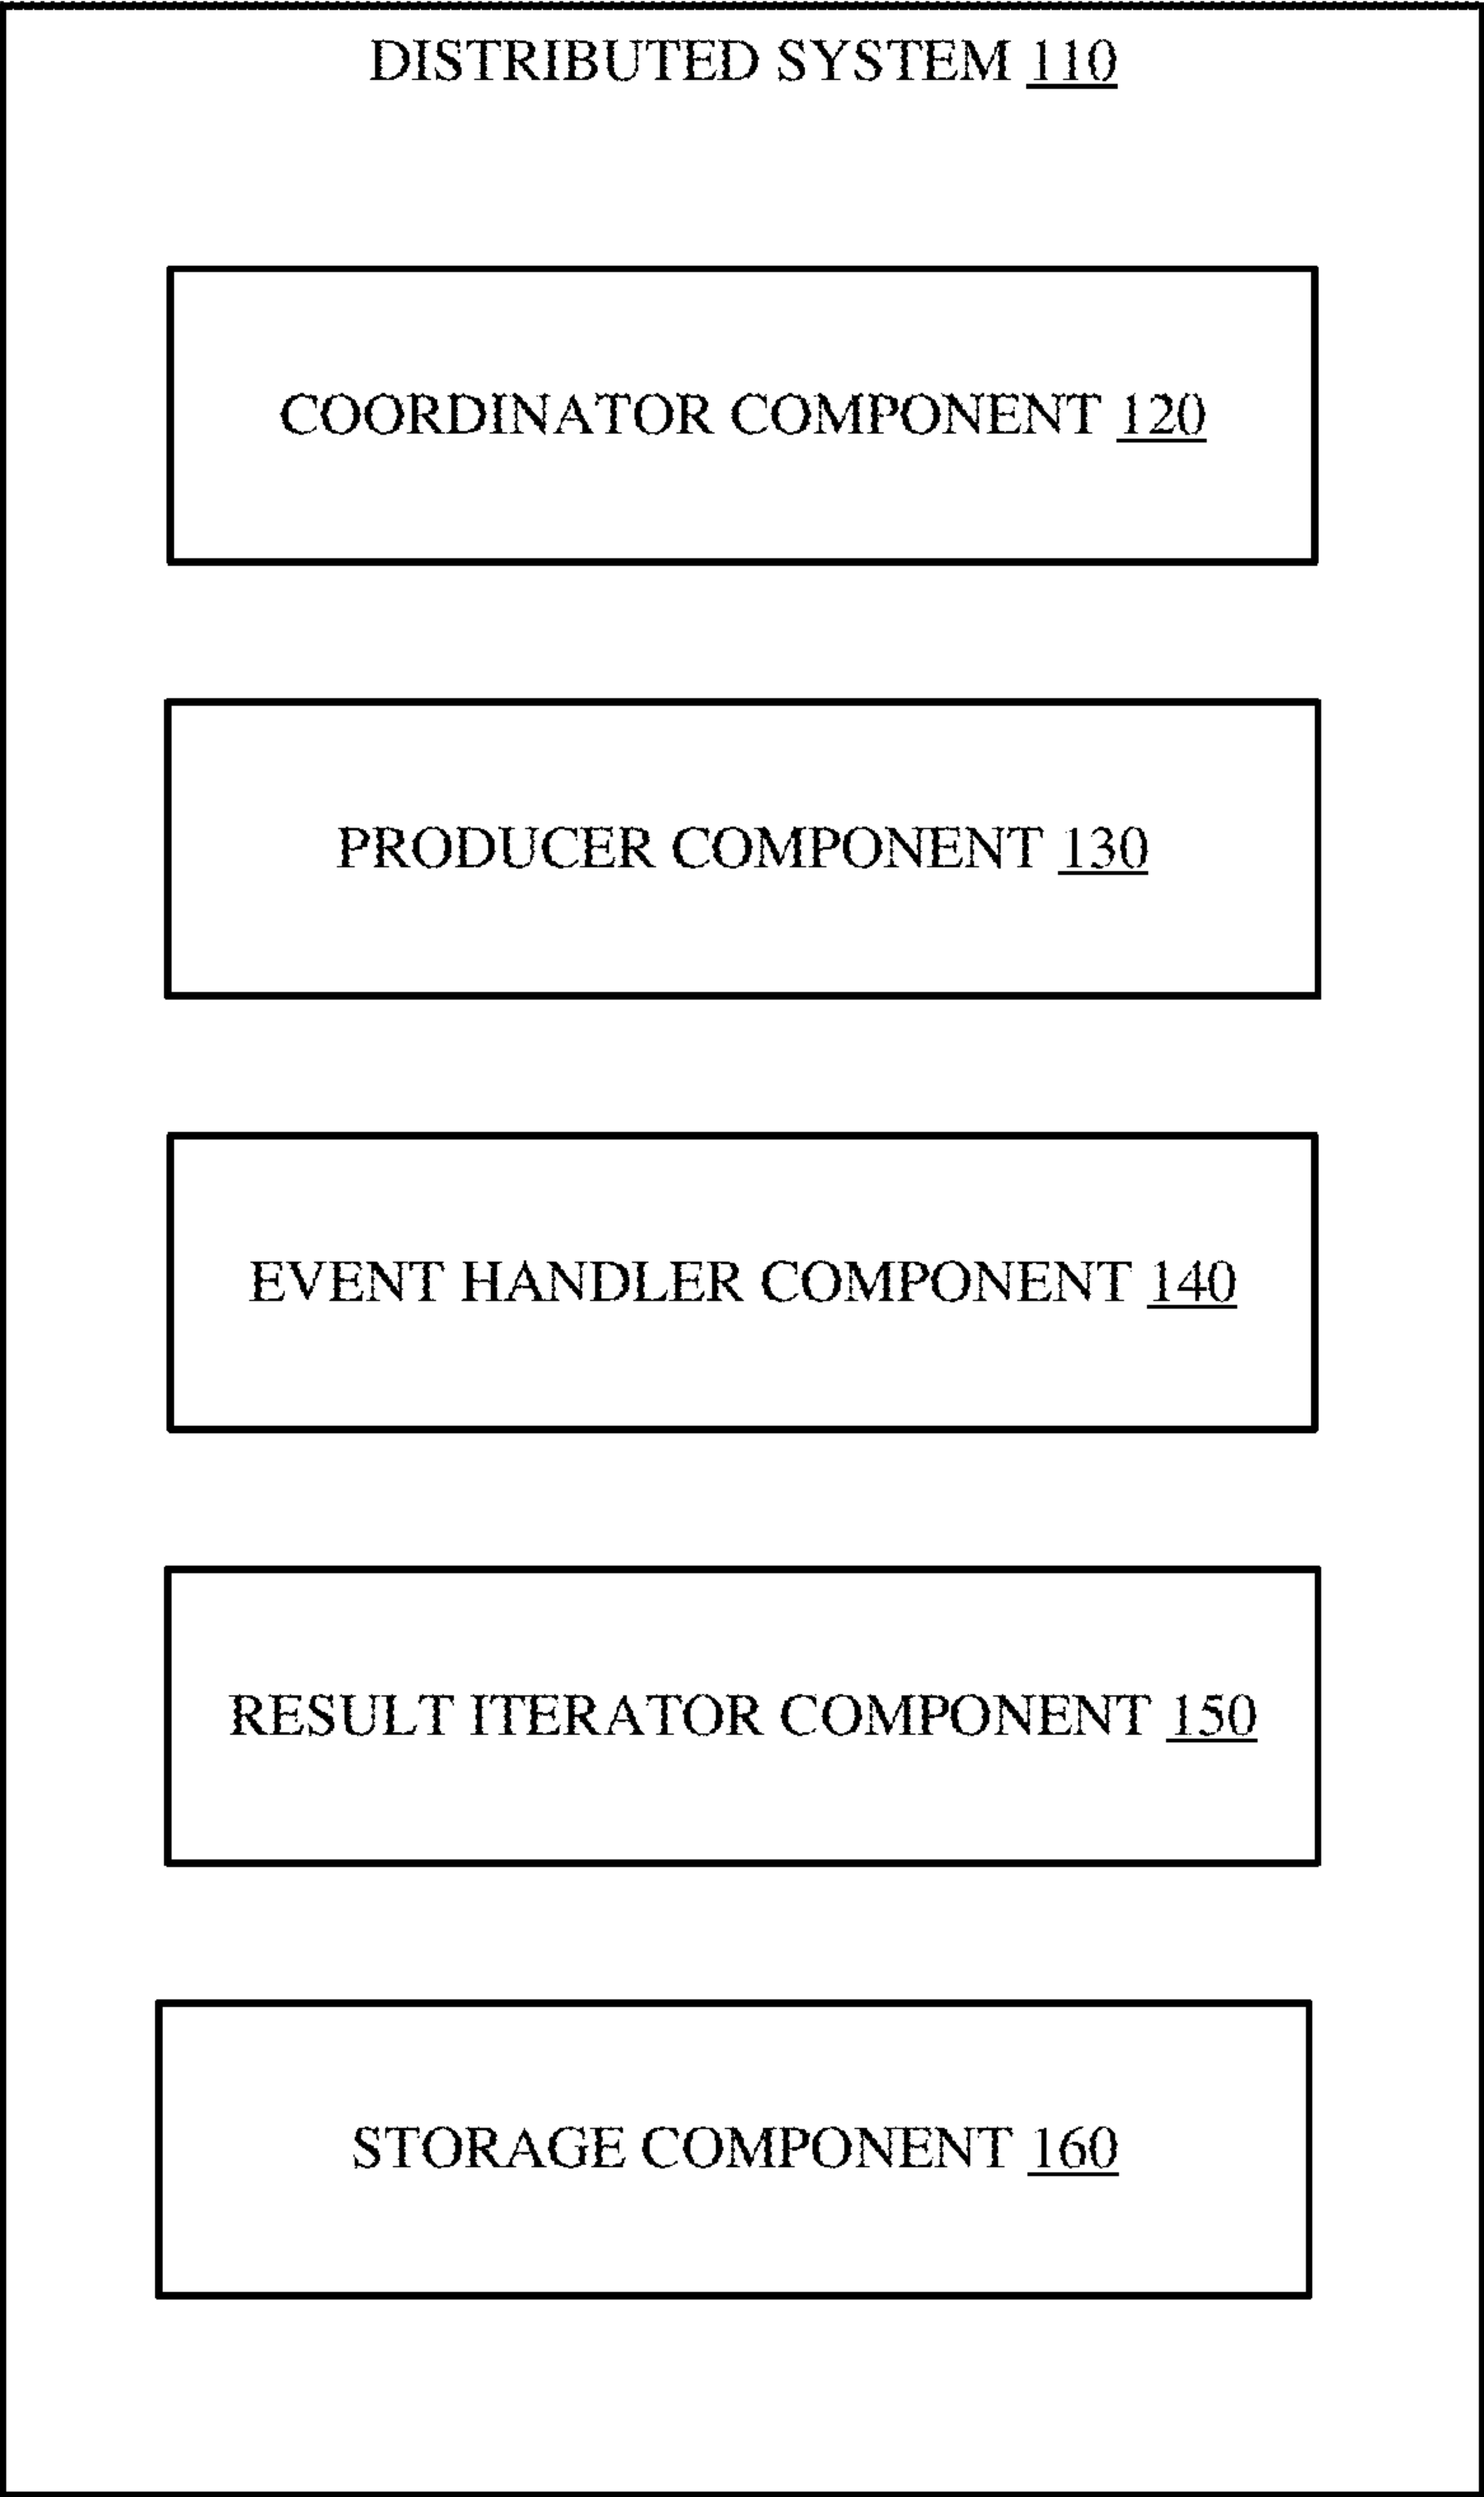 DISTRIBUTED SYSTEM 110
COORDINATOR COMPONENT 120
PRODUCER COMPONENT 130
EVENT HANDLER COMPONENT 140
RESULT ITERATOR COMPONENT 150
STORAGE COMPONENT 160